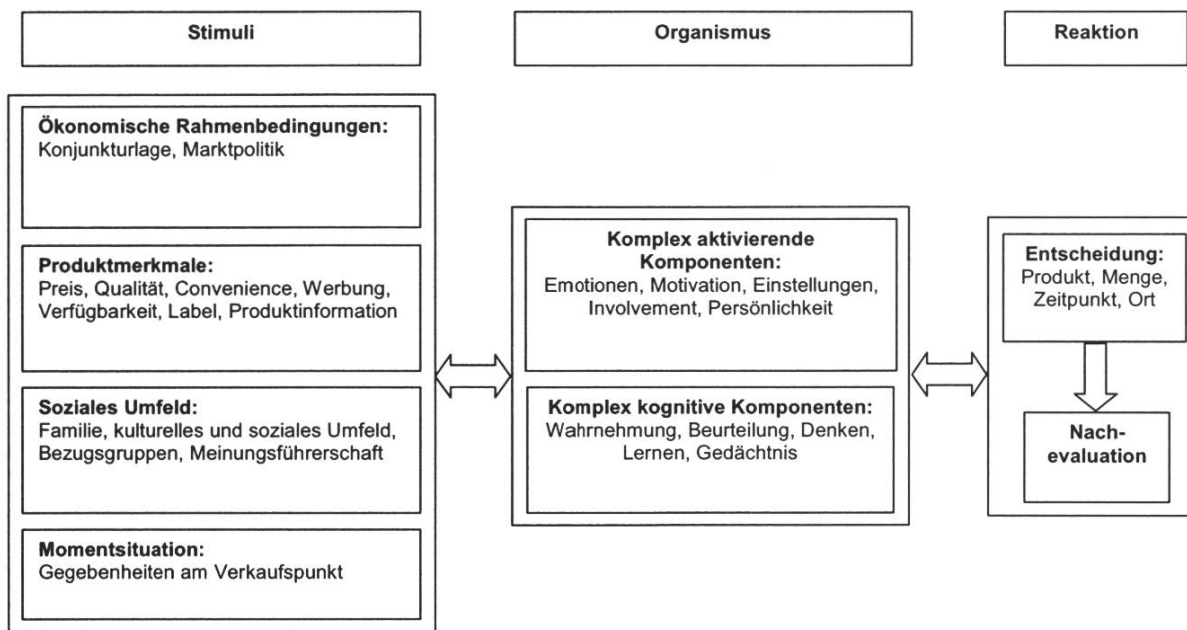 Stimuli
Organismus
Reaktion
Ökonomische Rahmenbedingungen:
Konjunkturlage, Marktpolitik
Produktmerkmale:
Preis, Qualität, Convenience, Werbung,
Verfügbarkeit, Label, Produktinformation
Soziales Umfeld:
Familie, kulturelles und soziales Umfeld,
Bezugsgruppen, Meinungsführerschaft
Momentsituation:
Gegebenheiten am Verkaufspunkt
Komplex aktivierende
Komponenten:
Emotionen, Motivation, Einstellungen,
Involvement, Persönlichkeit
Komplex kognitive Komponenten:
Wahrnehmung, Beurteilung, Denken,
Lernen, Gedächtnis
Entscheidung:
Produkt, Menge,
Zeitpunkt, Ort
Nach-
evaluation